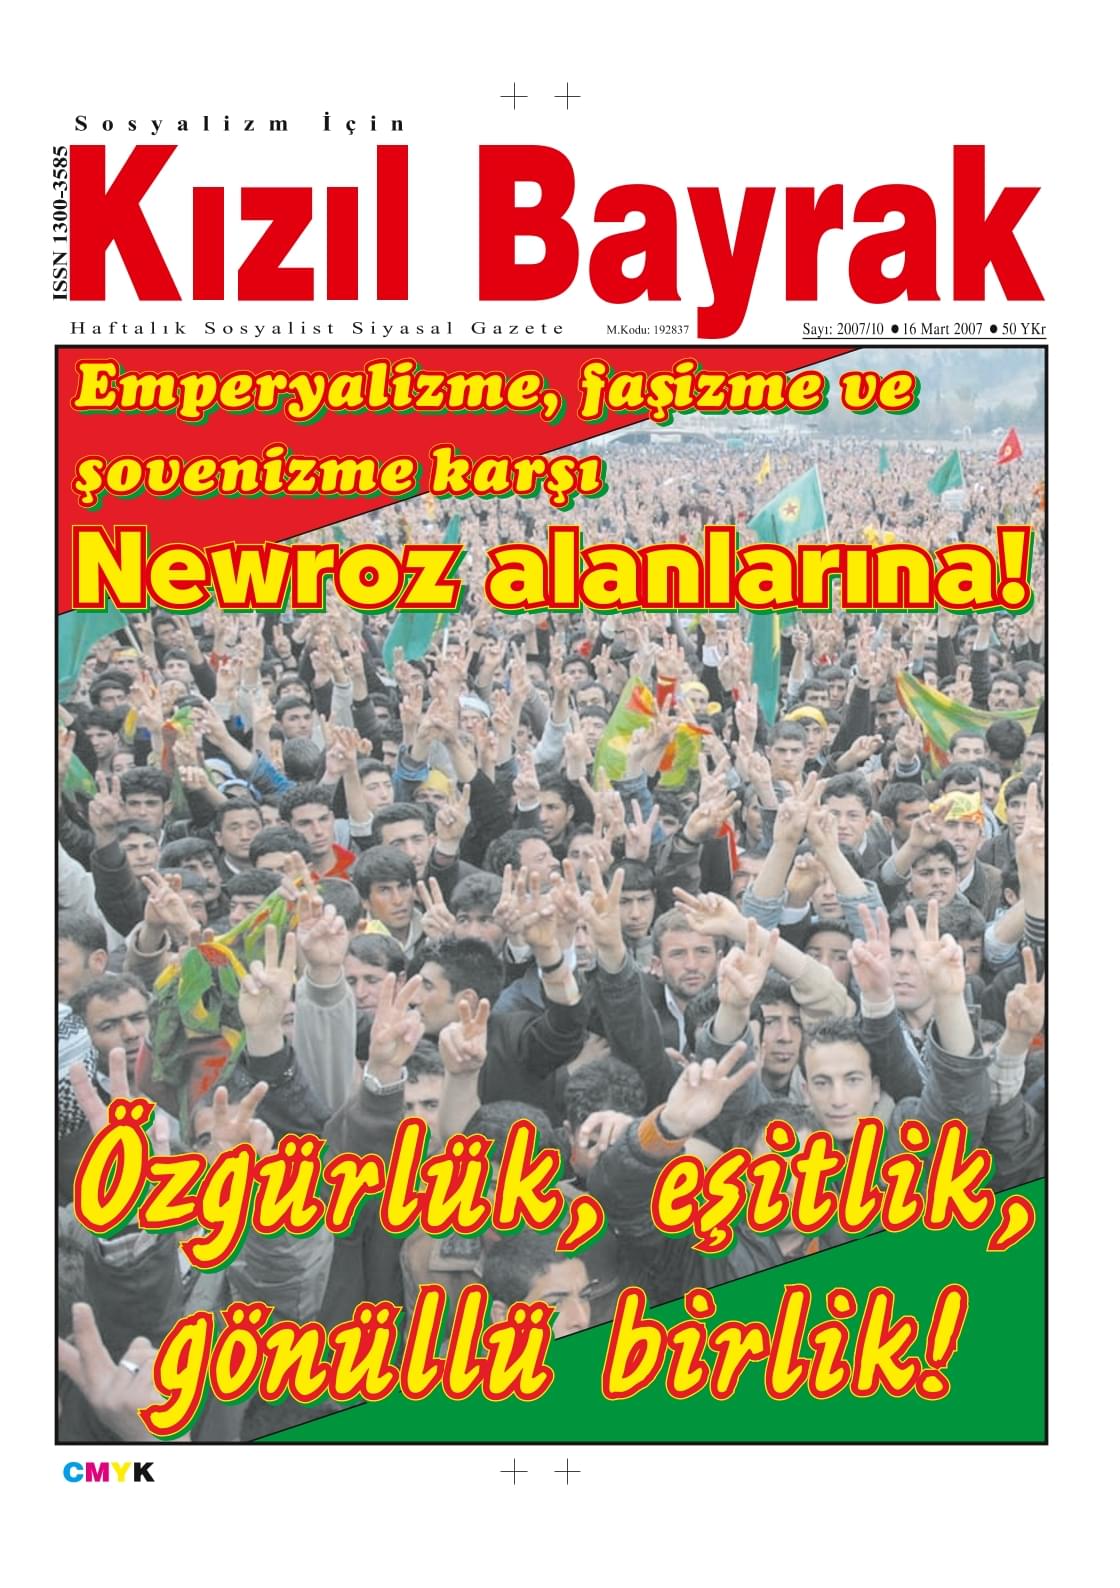 Sosyalizm İçin
ISSN 1300-3585
Kızıl Bayrak
Haftalık Sosyalist Siyasal Gazete M.Kodu: 192837 Sayı: 2007/10 ● 16 Mart 2007 ● 50 YKr
Emperyalizme, faşizme ve
şovenizme karşı
Newroz alanlarına!
Özgürlük, eşitlik,
gönüllü birlik!
CMYK